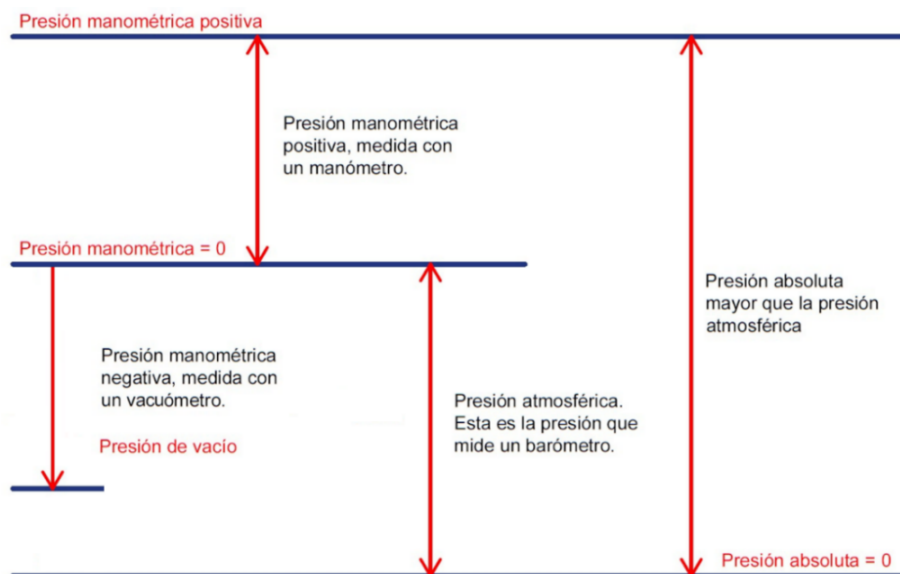 Presión manométrica positiva
Presión manométrica
positiva, medida con
un manómetro.
Presión manométrica = 0
Presión absoluta
mayor que la presión
atmosférica
Presión manométrica
negativa, medida con
un vacuómetro.
Presión atmosférica.
Esta es la presión que
mide un barómetro.
Presión de vacío
Presión absoluta = 0